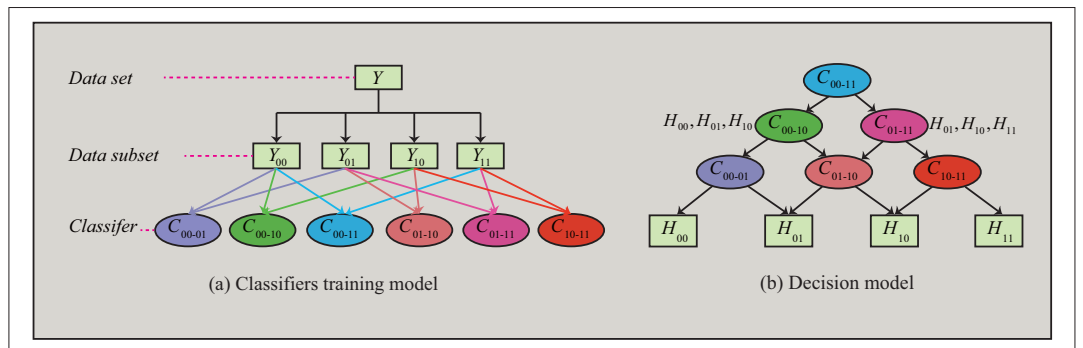 Data set
Y
Data subset
Y00 Y01 Y10 Y11
Classifer
C00-01 C00-10 C00-11 C01-10 C01-11 C10-11
(a) Classifiers training model
C00-11
H00, H01, H10
C00-10
C01-11
H01, H10, H11
C00-01
C01-10
C10-11
H00
H01
H10
H11
(b) Decision model